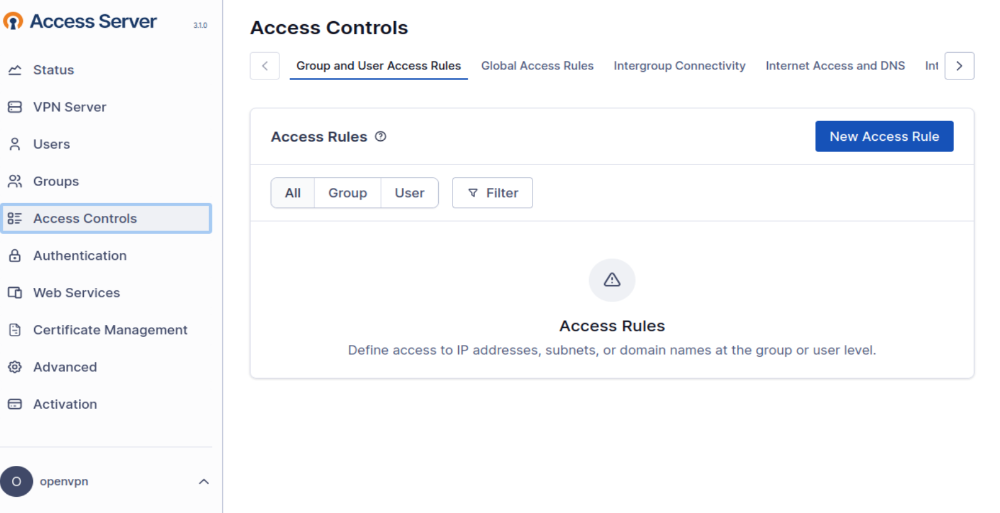 Access Server
3.1.0
Status
VPN Server
Users
Groups
Access Controls
Authentication
Web Services
Certificate Management
Advanced
Activation
O openvpn
Access Controls
Group and User Access Rules Global Access Rules Intergroup Connectivity Internet Access and DNS Int
Access Rules
New Access Rule
All Group User Filter
Access Rules
Define access to IP addresses, subnets, or domain names at the group or user level.